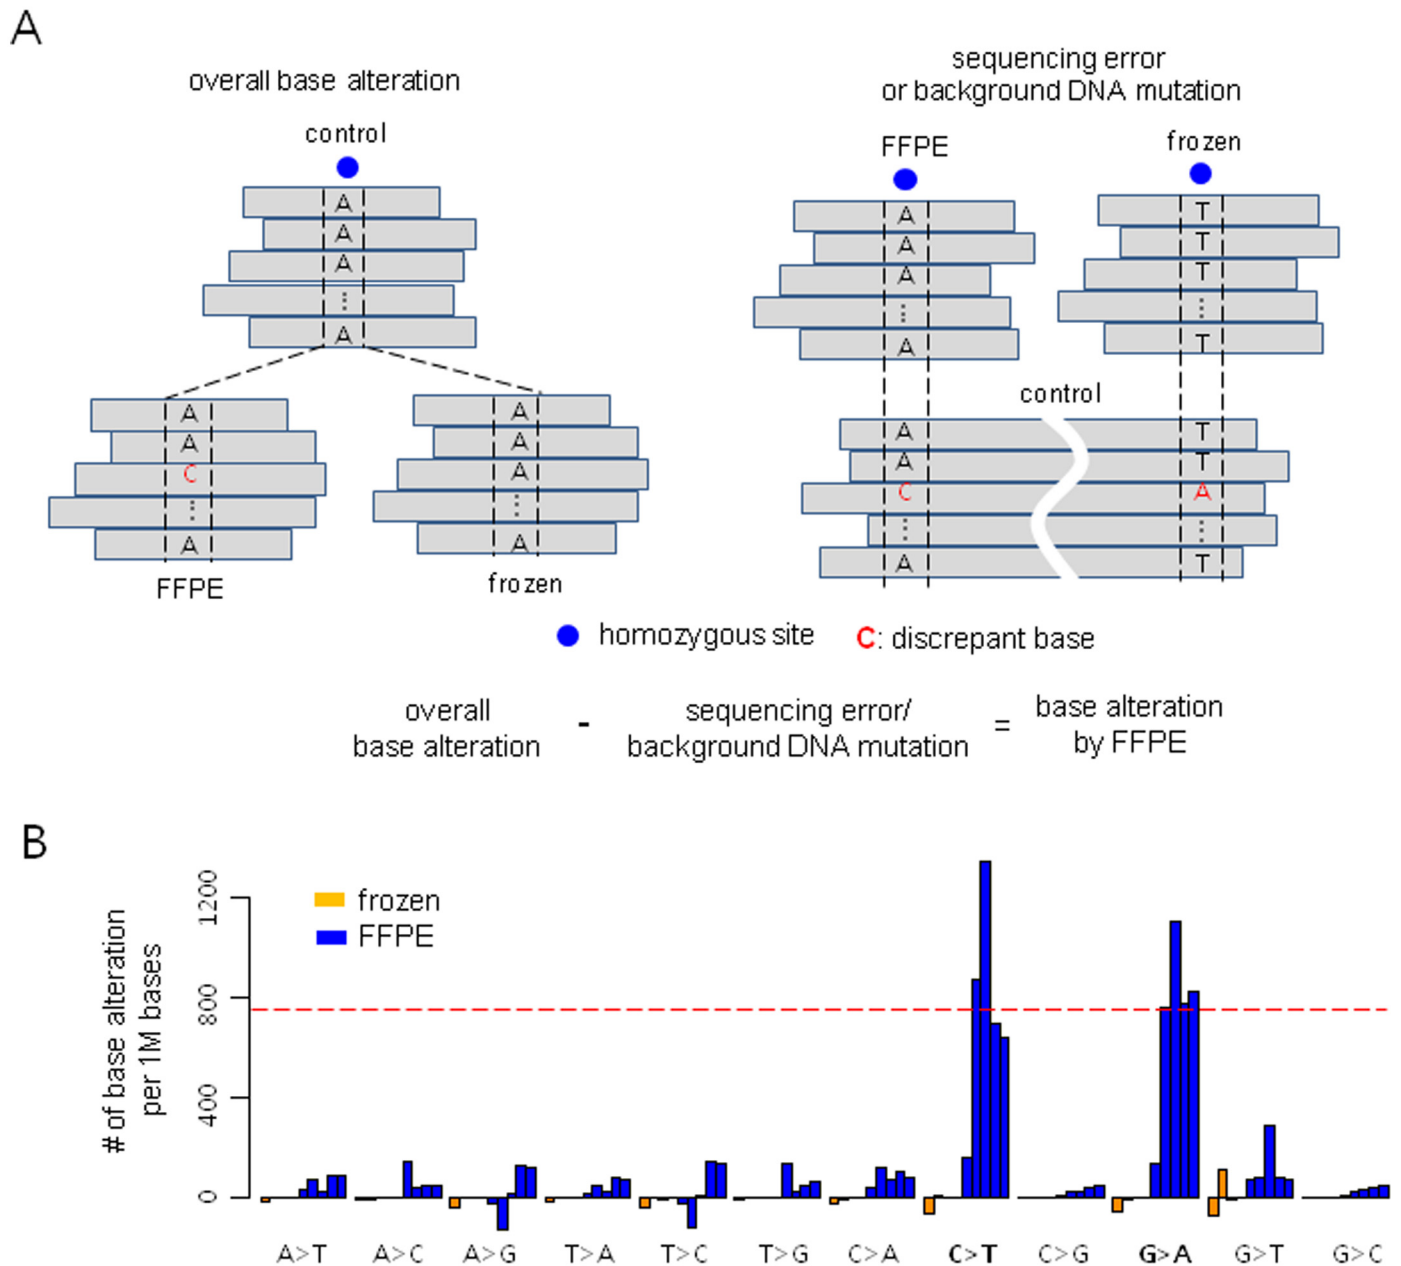 A
overall base alteration
control
A
A
A
⋮
A
A
A
C
⋮
A
FFPE
A
A
A
⋮
A
frozen
sequencing error
or background DNA mutation
FFPE
A
A
A
⋮
A
frozen
T
T
T
⋮
T
control
A T
A T
C A
⋮ ⋮
A T
homozygous site C: discrepant base
overall
base alteration
-
sequencing error/
background DNA mutation
=
base alteration
by FFPE
B
# of base alteration
per 1M bases
1200
800
400
0
frozen
FFPE
A>T A>C A>G T>A T>C T>G C>A C>T C>G G>A G>T G>C